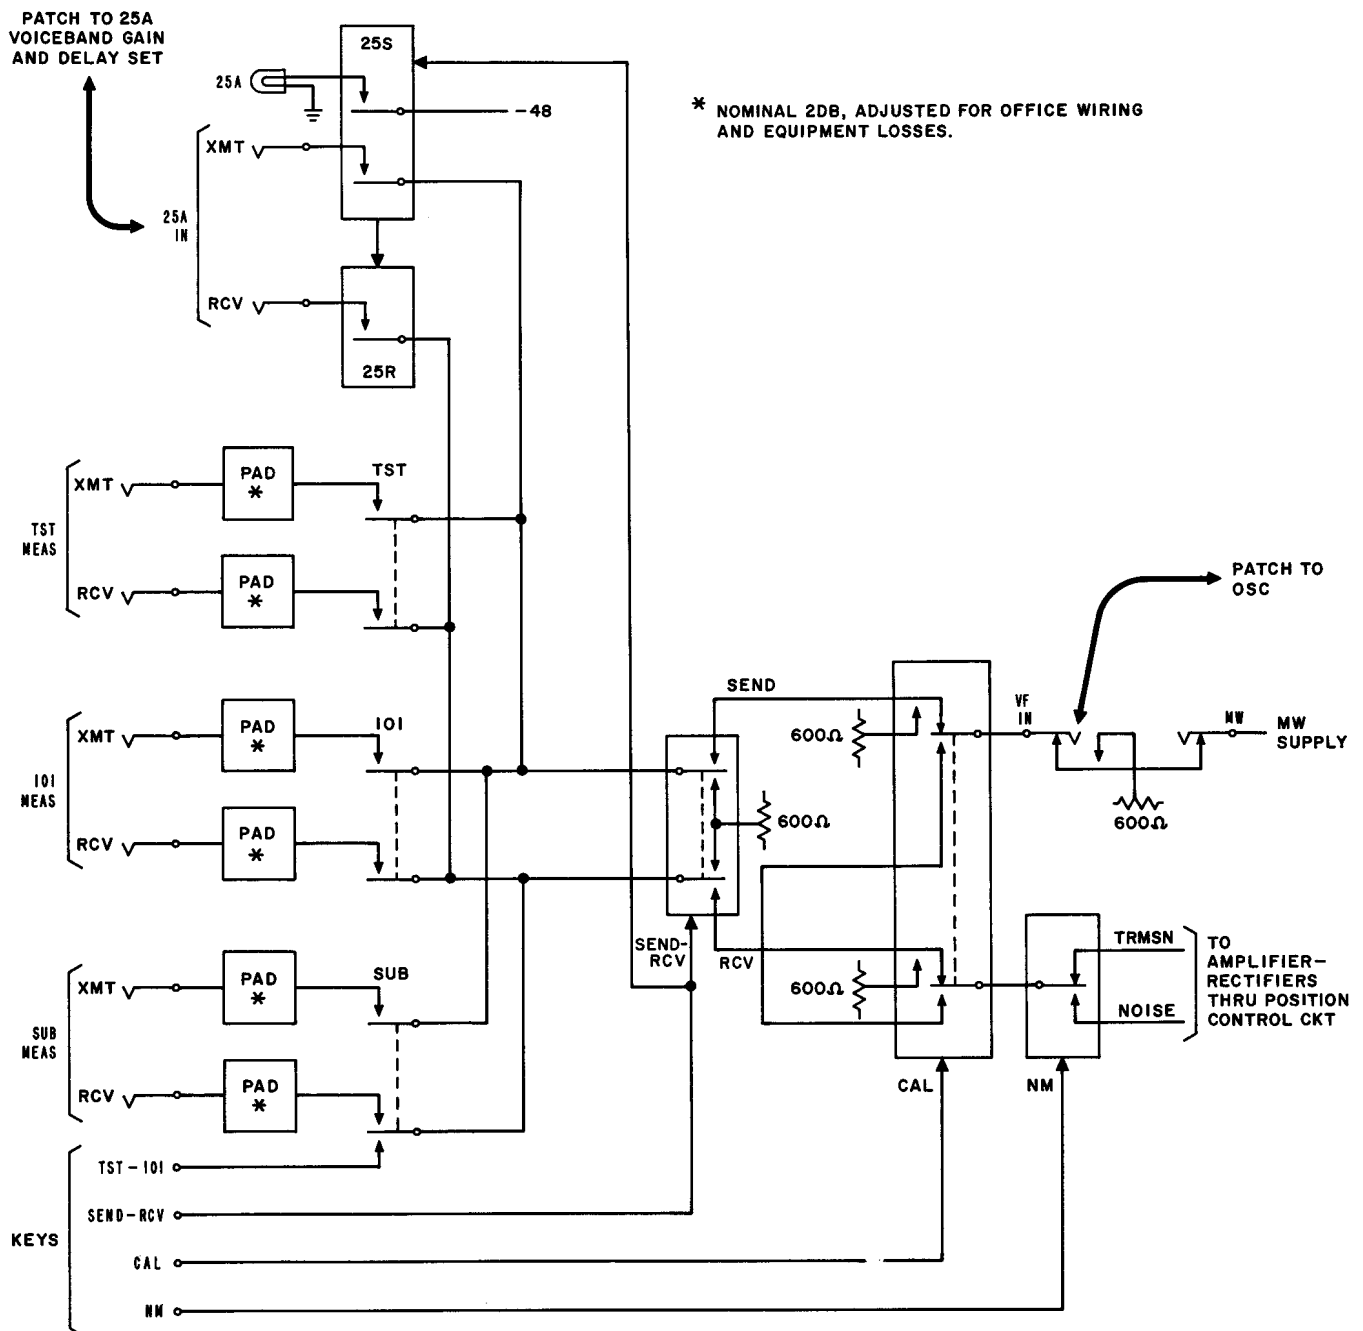 PATCH TO 25A
VOICEBAND GAIN
AND DELAY SET
25S
25A
-48
* NOMINAL 2DB, ADJUSTED FOR OFFICE WIRING
AND EQUIPMENT LOSSES.
XMT
25A
IN
RCV
25R
XMT
PAD
*
TST
TST
MEAS
RCV
PAD
*
PATCH TO
OSC
XMT
PAD
*
101
101
MEAS
RCV
PAD
*
SEND
600Ω
600Ω
VF
IN
MW
MW
SUPPLY
600Ω
SEND-
RCV
RCV
600Ω
TRMSN
NOISE
TO
AMPLIFIER-
RECTIFIERS
THRU POSITION
CONTROL CKT
CAL
NM
XMT
PAD
*
SUB
SUB
MEAS
RCV
PAD
*
KEYS
TST-101
SEND-RCV
CAL
NM